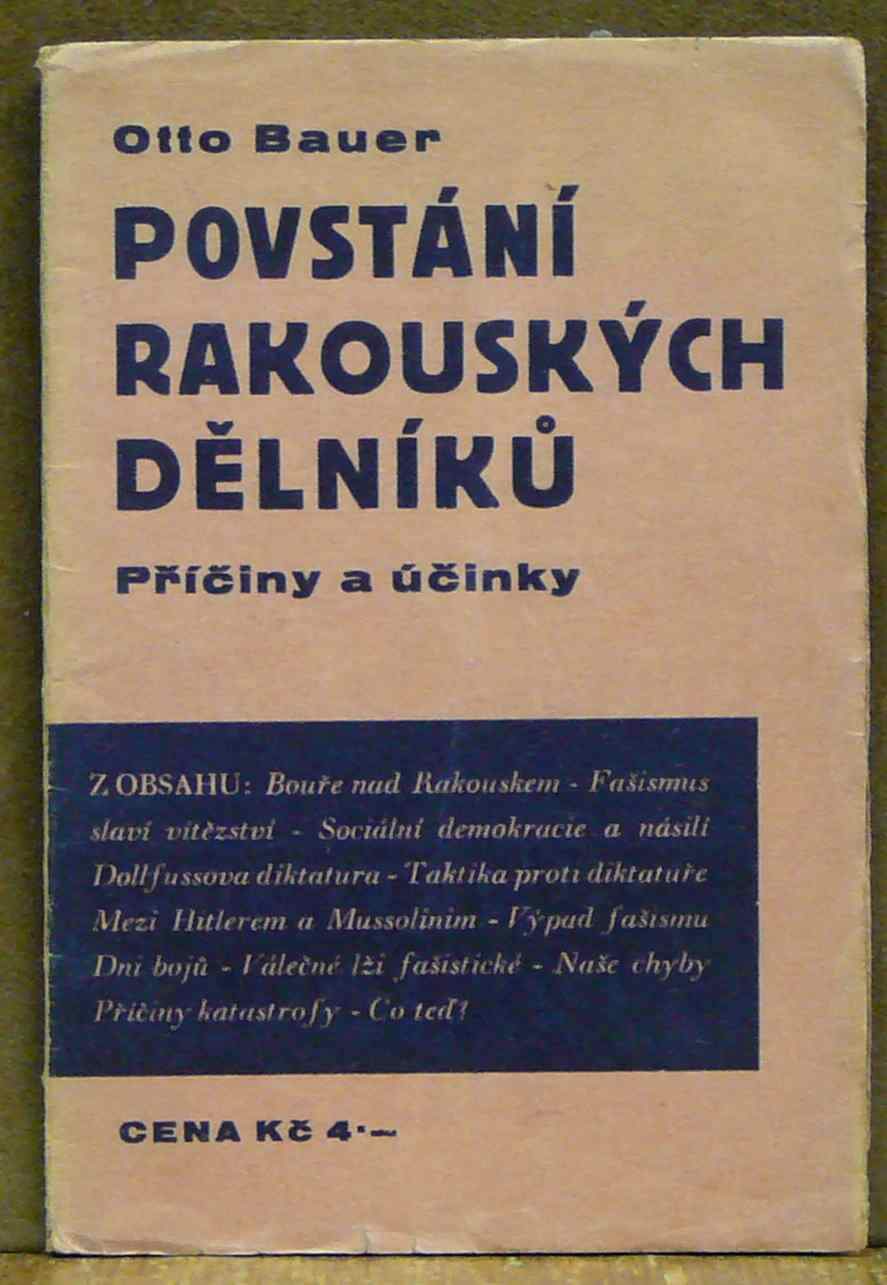 Otto Bauer
POVSTÁNÍ
RAKOUSKÝCH
DĚLNÍKŮ
Příčiny a účinky
Z OBSAHU: Bouře nad Rakouskem - Fašismus
slaví vítězství - Sociální demokracie a násilí
Dollfussova diktatura - Taktika proti diktatuře
Mezi Hitlerem a Mussolinim - Výpad fašismu
Dni bojů - Válečné lži fašistické - Naše chyby
Příčiny katastrofy - Co teď?
CENA Kč 4·—